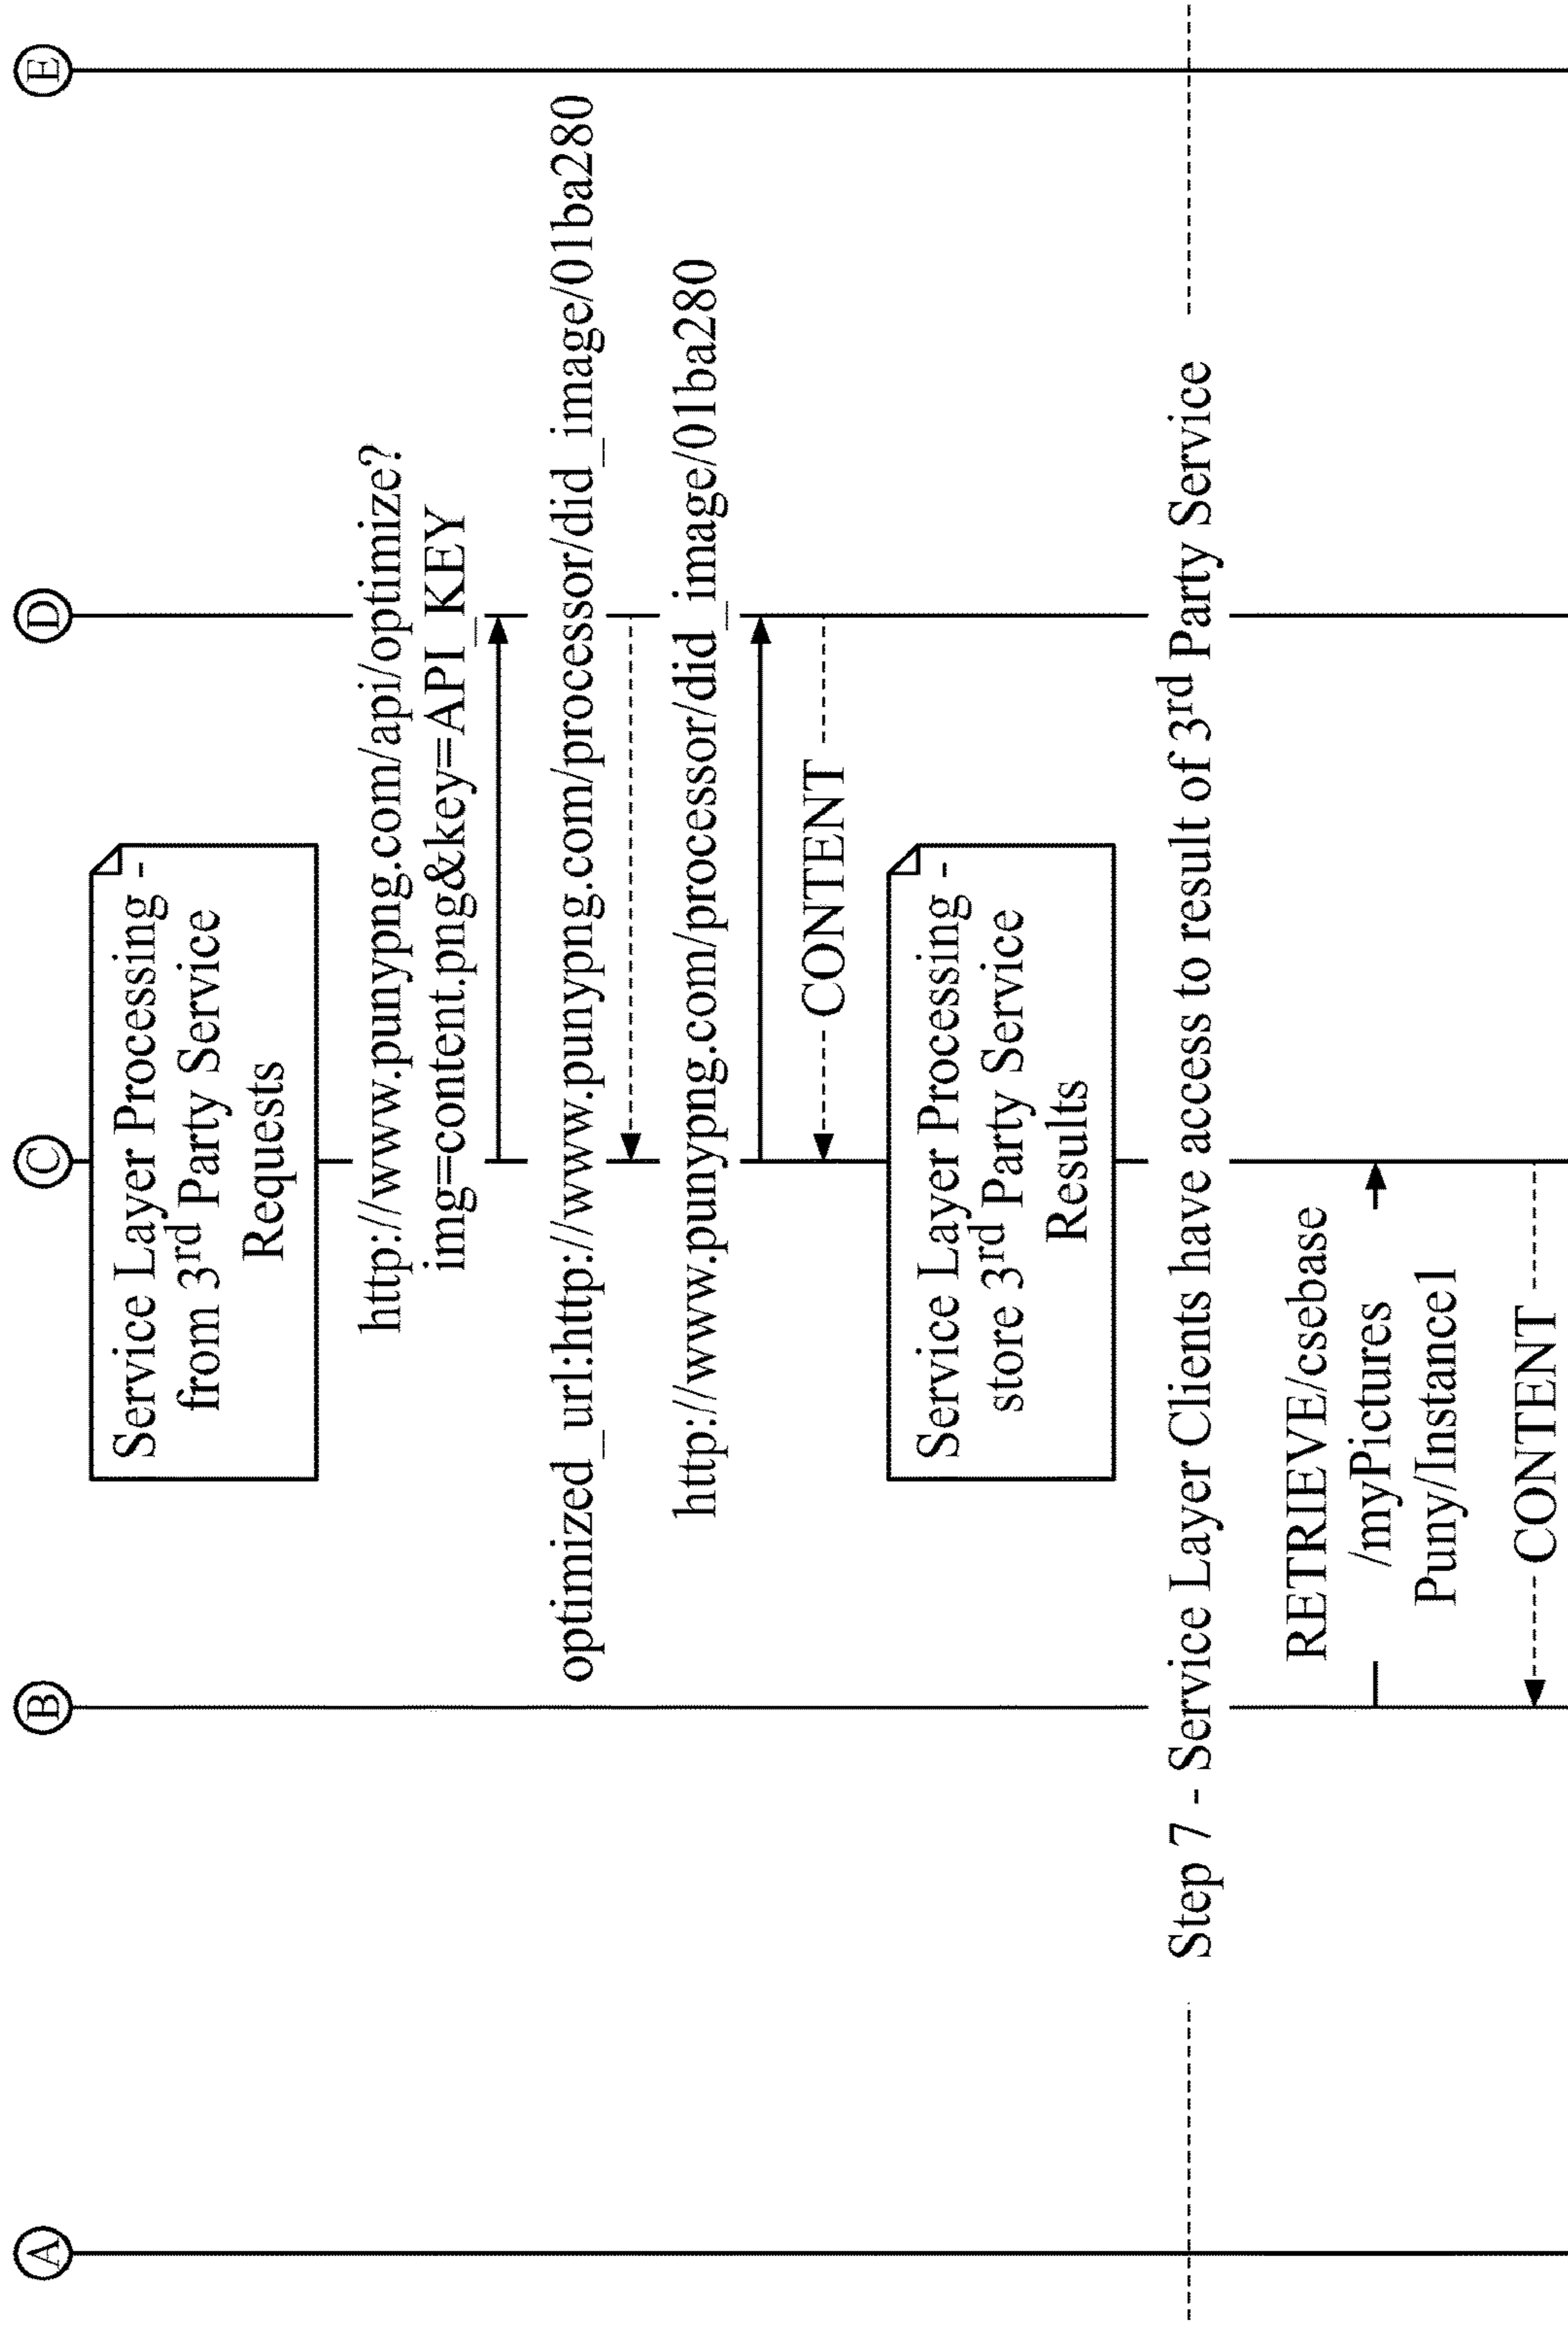 A
B
C
D
E
Service Layer Processing -
from 3rd Party Service
Requests
http://www.punypng.com/api/optimize?
img=content.png&key=API_KEY
optimized_url:http://www.punypng.com/processor/did_image/01ba280
http://www.punypng.com/processor/did_image/01ba280
CONTENT
Service Layer Processing -
store 3rd Party Service
Results
Step 7 - Service Layer Clients have access to result of 3rd Party Service
RETRIEVE/csebase
/myPictures
Puny/Instance1
CONTENT